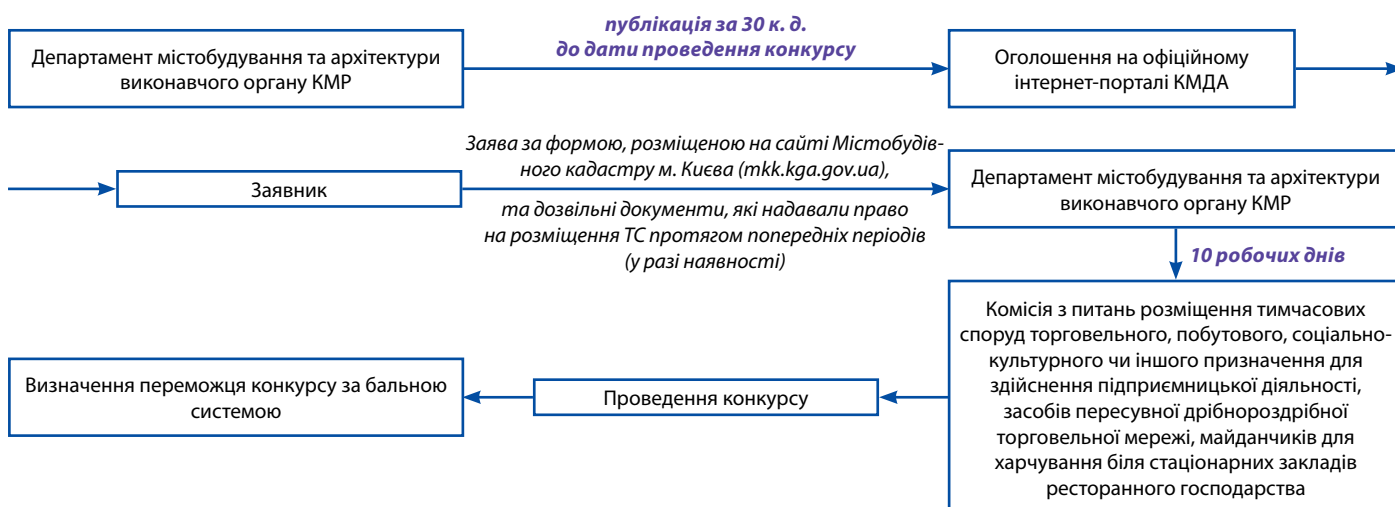 публікація за 30 к. д.
до дати проведення конкурсу
Департамент містобудування та архітектури
виконавчого органу КМР
Оголошення на офіційному
інтернет-порталі КМДА
Заява за формою, розміщеною на сайті Містобудів-
ного кадастру м. Києва (mkk.kga.gov.ua),
Заявник
та дозвільні документи, які надавали право
на розміщення ТС протягом попередніх періодів
(у разі наявності)
Департамент містобудування та архітектури
виконавчого органу КМР
10 робочих днів
Комісія з питань розміщення тимчасових
споруд торговельного, побутового, соціально-
культурного чи іншого призначення для
здійснення підприємницької діяльності,
засобів пересувної дрібнороздрібної
торговельної мережі, майданчиків для
харчування біля стаціонарних закладів
ресторанного господарства
Проведення конкурсу
Визначення переможця конкурсу за бальною
системою